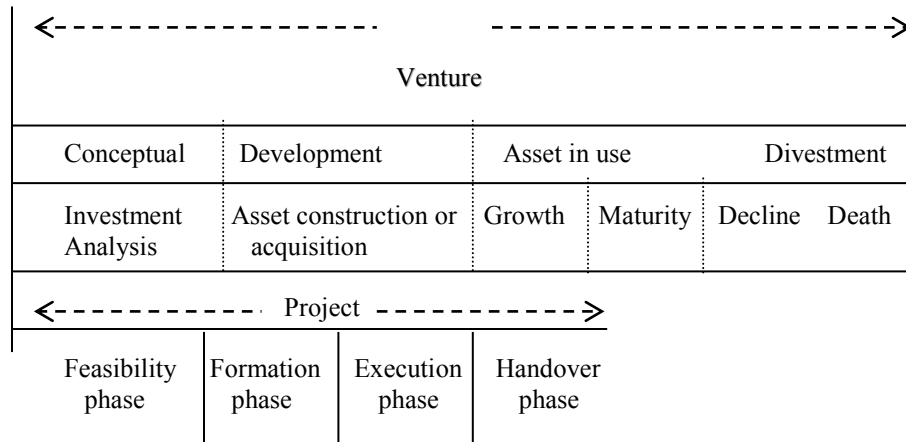 Venture
Conceptual Development Asset in use Divestment
Investment Asset construction or Growth Maturity Decline Death
Analysis acquisition
Project
Feasibility Formation Execution Handover
phase phase phase phase